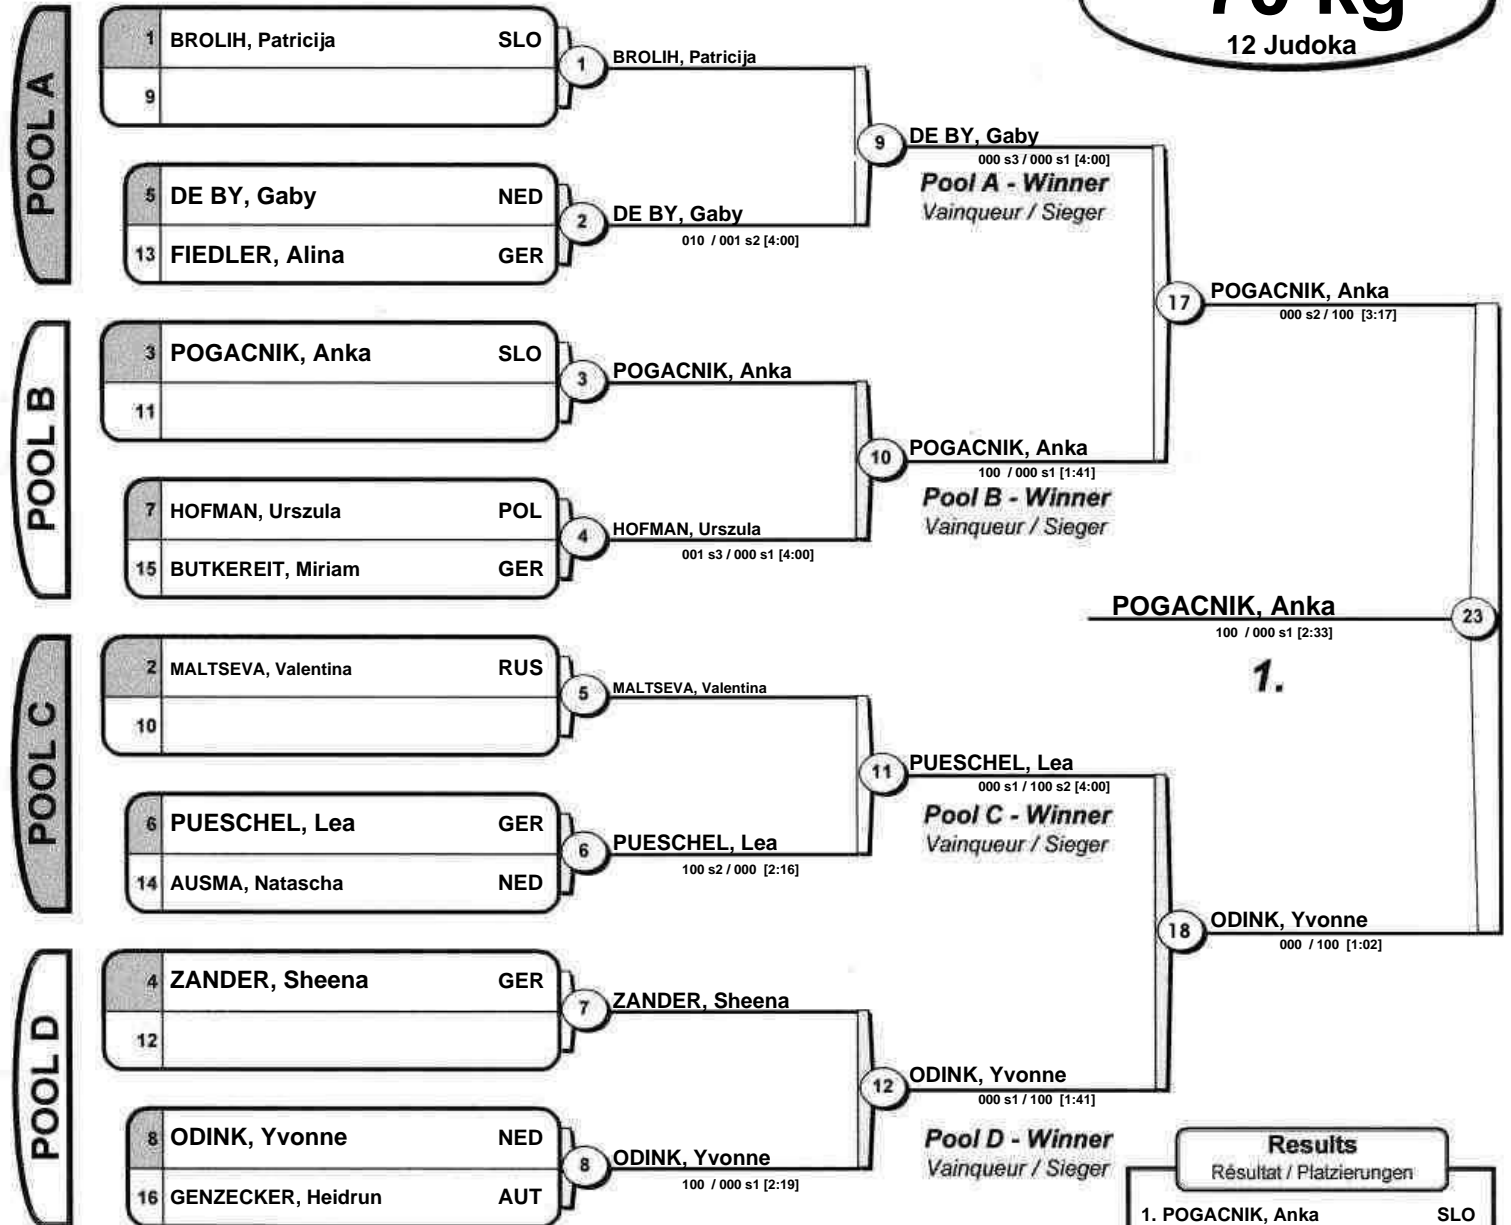 70 kg
12 Judoka
POOL A
1 BROLIH, Patricija SLO
9
5 DE BY, Gaby NED
13 FIEDLER, Alina GER
1 BROLIH, Patricija
2 DE BY, Gaby
010 / 001 s2 [4:00]
9 DE BY, Gaby
000 s3 / 000 s1 [4:00]
Pool A - Winner
Vainqueur / Sieger
POOL B
3 POGACNIK, Anka SLO
11
7 HOFMAN, Urszula POL
15 BUTKEREIT, Miriam GER
3 POGACNIK, Anka
4 HOFMAN, Urszula
001 s3 / 000 s1 [4:00]
10 POGACNIK, Anka
100 / 000 s1 [1:41]
Pool B - Winner
Vainqueur / Sieger
17 POGACNIK, Anka
000 s2 / 100 [3:17]
POOL C
2 MALTSEVA, Valentina RUS
10
6 PUESCHEL, Lea GER
14 AUSMA, Natascha NED
5 MALTSEVA, Valentina
6 PUESCHEL, Lea
100 s2 / 000 [2:16]
11 PUESCHEL, Lea
000 s1 / 100 s2 [4:00]
Pool C - Winner
Vainqueur / Sieger
POOL D
4 ZANDER, Sheena GER
12
8 ODINK, Yvonne NED
16 GENZECKER, Heidrun AUT
7 ZANDER, Sheena
8 ODINK, Yvonne
100 / 000 s1 [2:19]
12 ODINK, Yvonne
000 s1 / 100 [1:41]
Pool D - Winner
Vainqueur / Sieger
18 ODINK, Yvonne
000 / 100 [1:02]
POGACNIK, Anka 23
100 / 000 s1 [2:33]
1.
Results
Résultat / Platzierungen
1. POGACNIK, Anka SLO